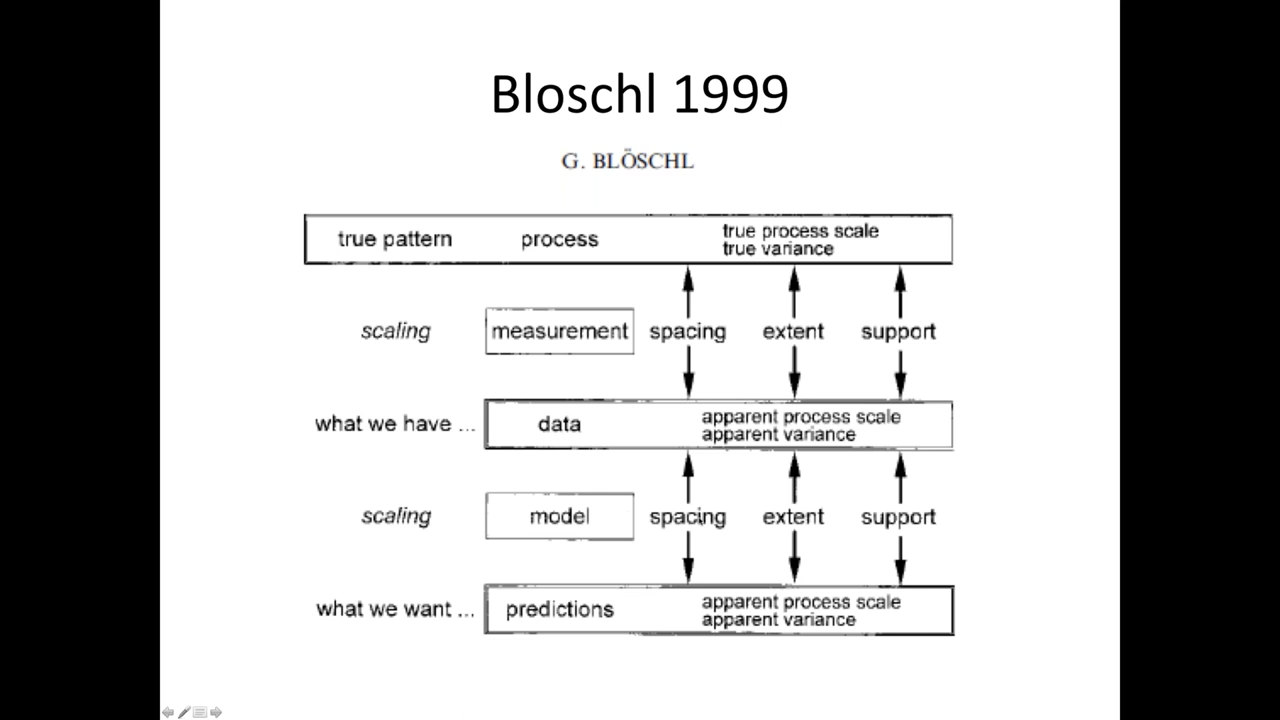 Bloschl 1999
G. BLÖSCHL
true pattern process true process scale
true variance
scaling measurement spacing extent support
what we have ... data apparent process scale
apparent variance
scaling model spacing extent support
what we want ... predictions apparent process scale
apparent variance